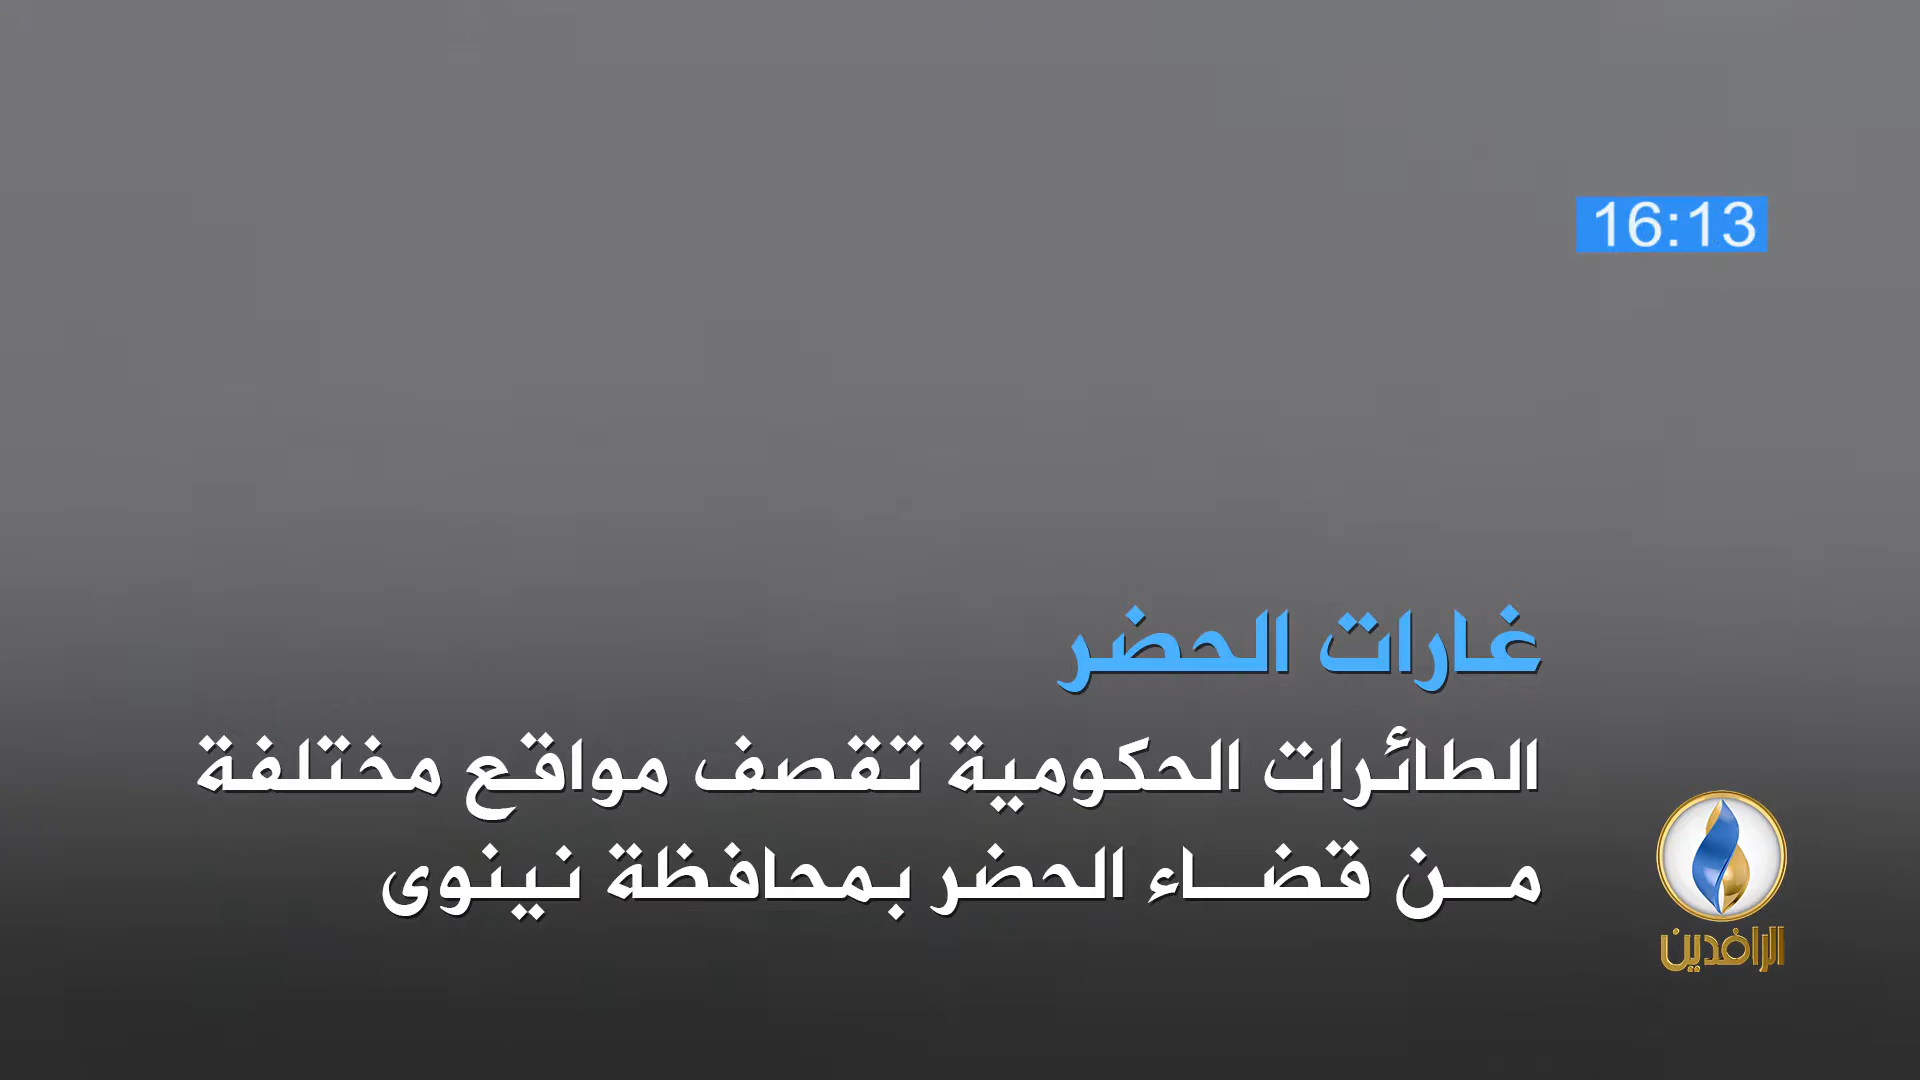 16:13
غارات الحضر
الطائرات الحكومية تقصف مواقع مختلفة
من قضاء الحضر بمحافظة نينوى
الرافدين